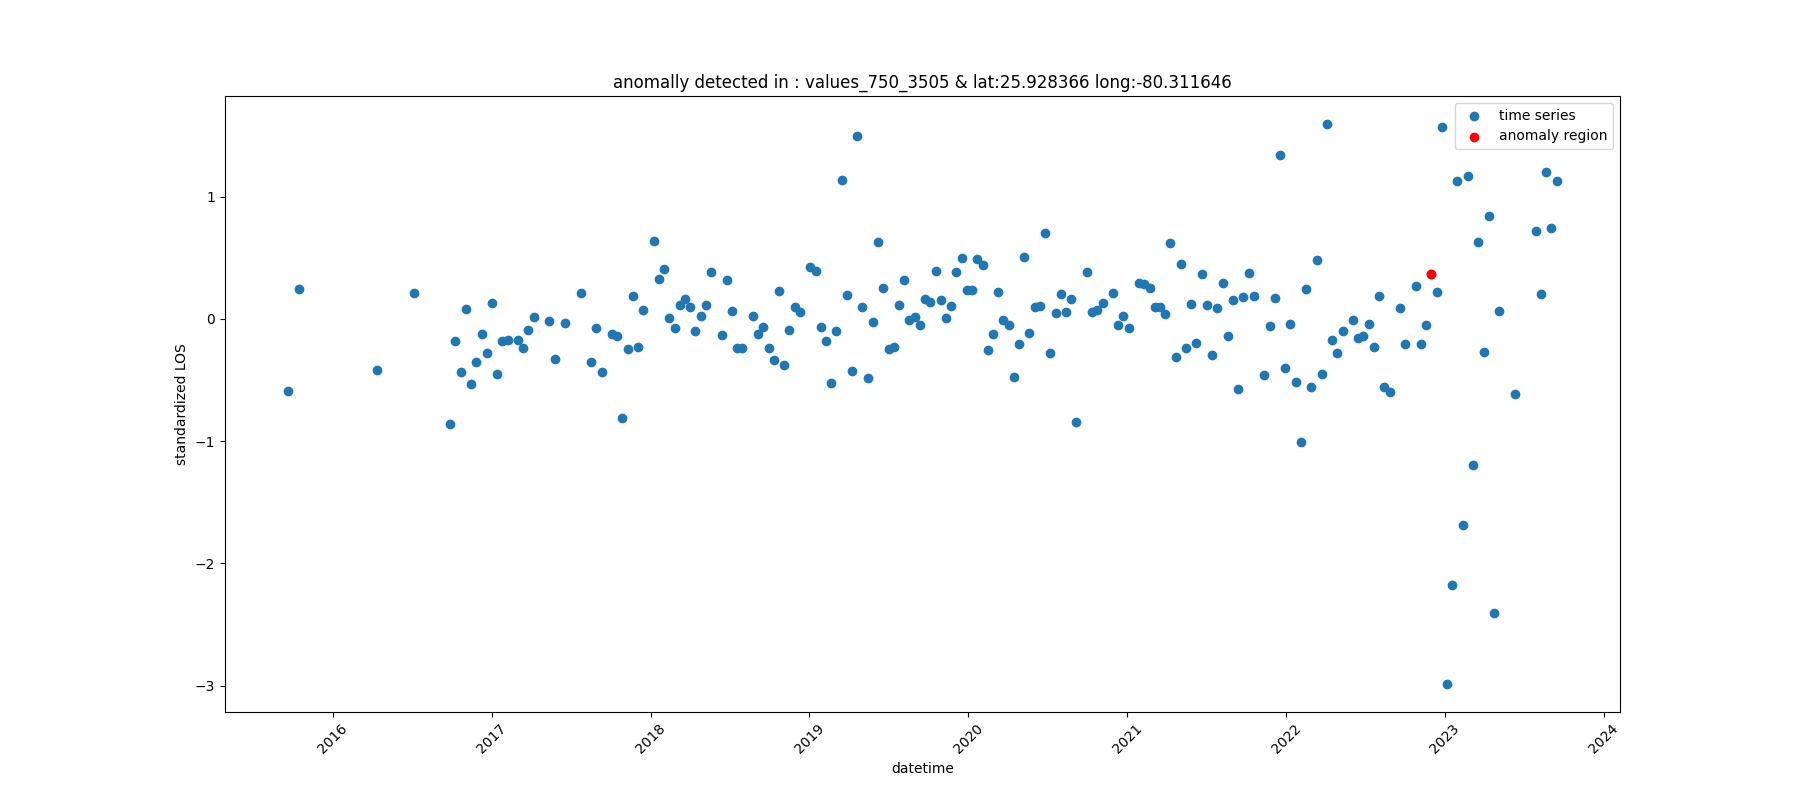 anomally detected in : values_750_3505 & lat:25.928366 long:-80.311646
time series
anomaly region
1
0
−1
−2
−3
standardized LOS
2016 2017 2018 2019 2020 2021 2022 2023 2024
datetime